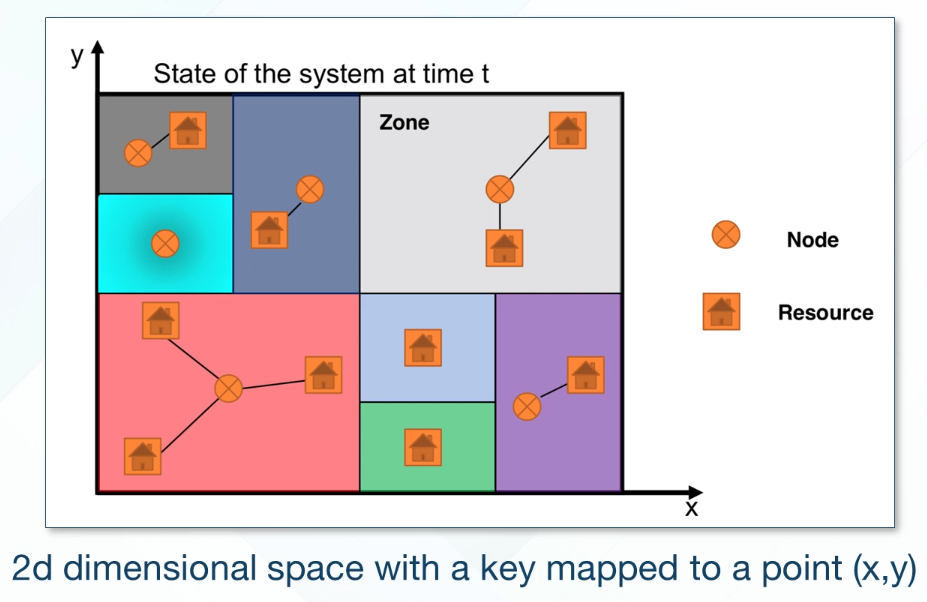 y
State of the system at time t
Zone
Node
Resource
x
2d dimensional space with a key mapped to a point (x,y)